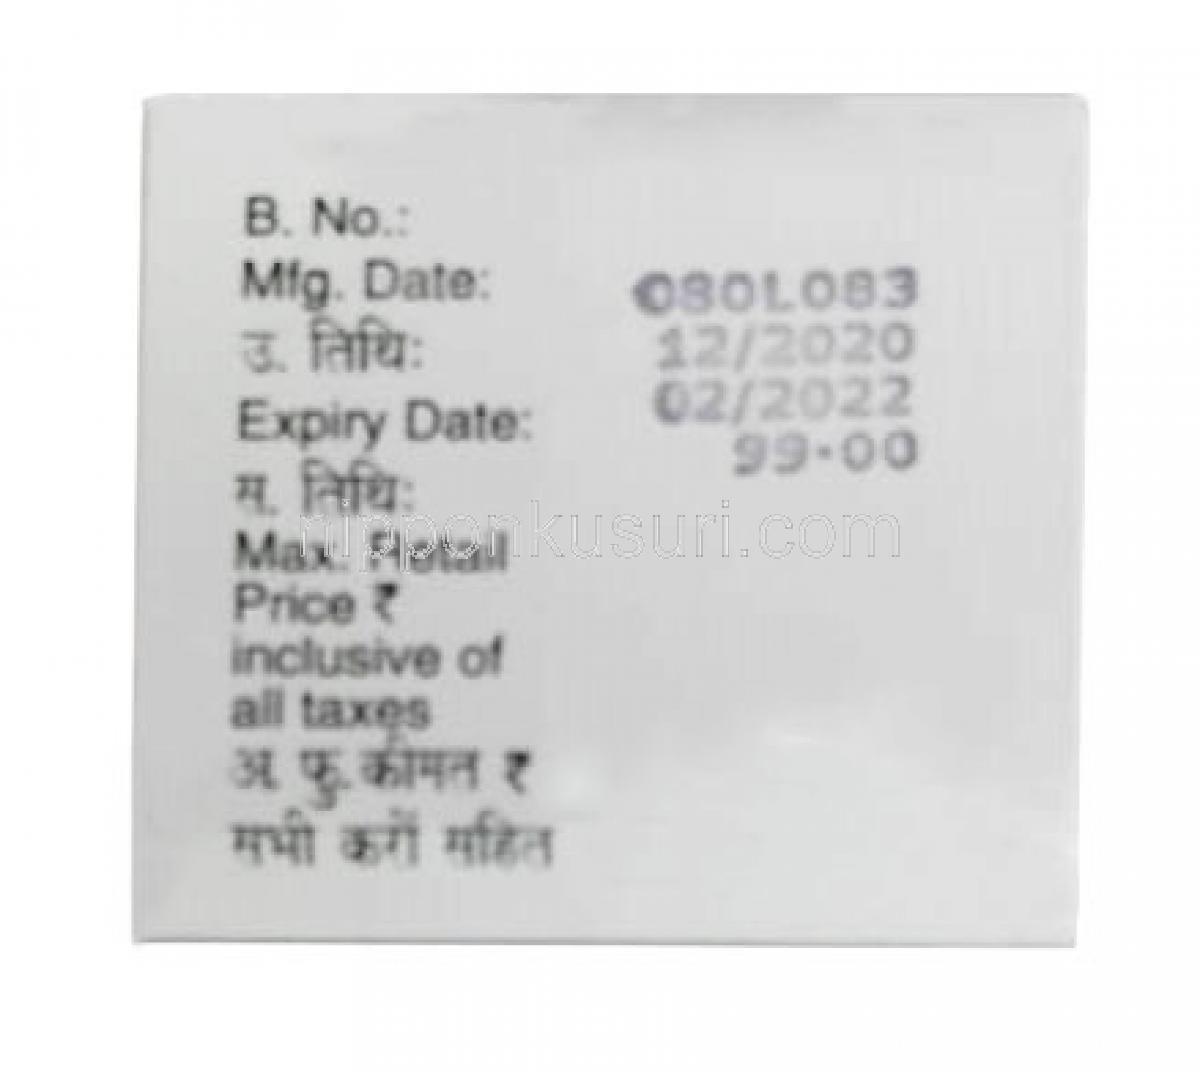 B. No.:
Mfg. Date: 080L083
उ. तिथि: 12/2020
Expiry Date: 02/2022
99.00
स. तिथि:
nipponkusuri.com
Max. Retail
Price ₹
inclusive of
all taxes
अ. फु. कीमत ₹
सभी करों सहित